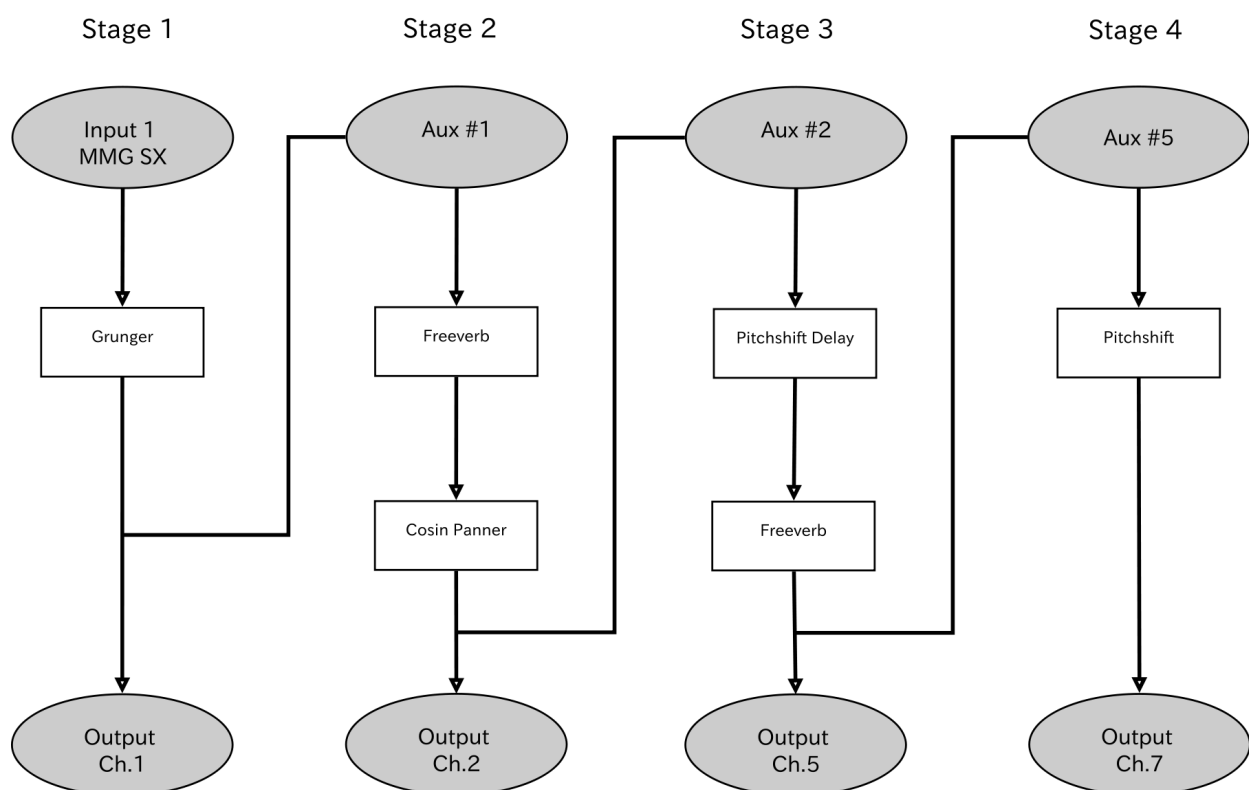 Stage 1
Stage 2
Stage 3
Stage 4
Input 1
MMG SX
Aux #1
Aux #2
Aux #5
Grunger
Freeverb
Pitchshift Delay
Pitchshift
Cosin Panner
Freeverb
Output
Ch.1
Output
Ch.2
Output
Ch.5
Output
Ch.7